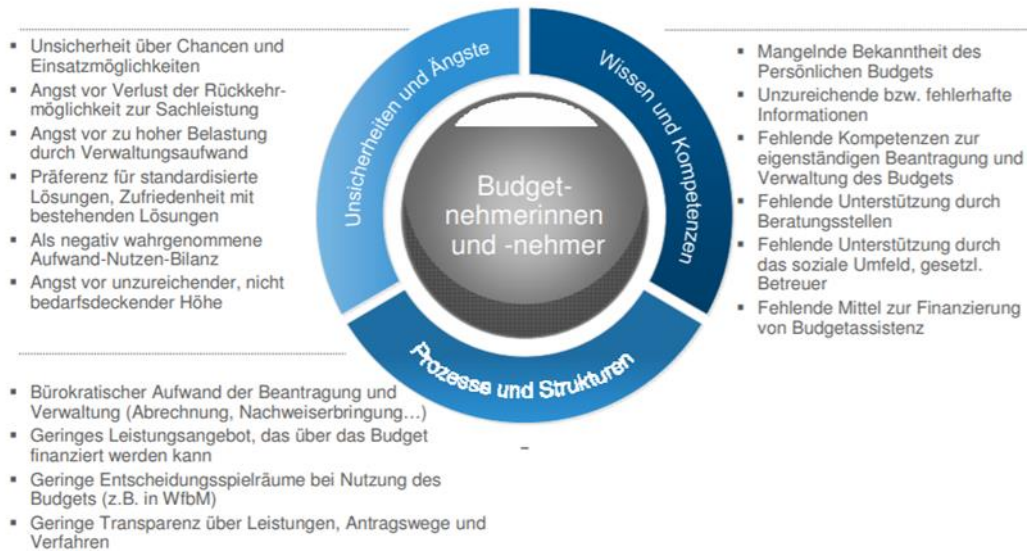 Unsicherheiten und Ängste
Wissen und Kompetenzen
Prozesse und Strukturen
Budget-
nehmerinnen
und -nehmer
▪ Unsicherheit über Chancen und
Einsatzmöglichkeiten
▪ Angst vor Verlust der Rückkehr-
möglichkeit zur Sachleistung
▪ Angst vor zu hoher Belastung
durch Verwaltungsaufwand
▪ Präferenz für standardisierte
Lösungen, Zufriedenheit mit
bestehenden Lösungen
▪ Als negativ wahrgenommene
Aufwand-Nutzen-Bilanz
▪ Angst vor unzureichender, nicht
bedarfsdeckender Höhe
▪ Mangelnde Bekanntheit des
Persönlichen Budgets
▪ Unzureichende bzw. fehlerhafte
Informationen
▪ Fehlende Kompetenzen zur
eigenständigen Beantragung und
Verwaltung des Budgets
▪ Fehlende Unterstützung durch
Beratungsstellen
▪ Fehlende Unterstützung durch
das soziale Umfeld, gesetzl.
Betreuer
▪ Fehlende Mittel zur Finanzierung
von Budgetassistenz
▪ Bürokratischer Aufwand der Beantragung und
Verwaltung (Abrechnung, Nachweiserbringung…)
▪ Geringes Leistungsangebot, das über das Budget
finanziert werden kann
▪ Geringe Entscheidungsspielräume bei Nutzung des
Budgets (z.B. in WfbM)
▪ Geringe Transparenz über Leistungen, Antragswege und
Verfahren
–